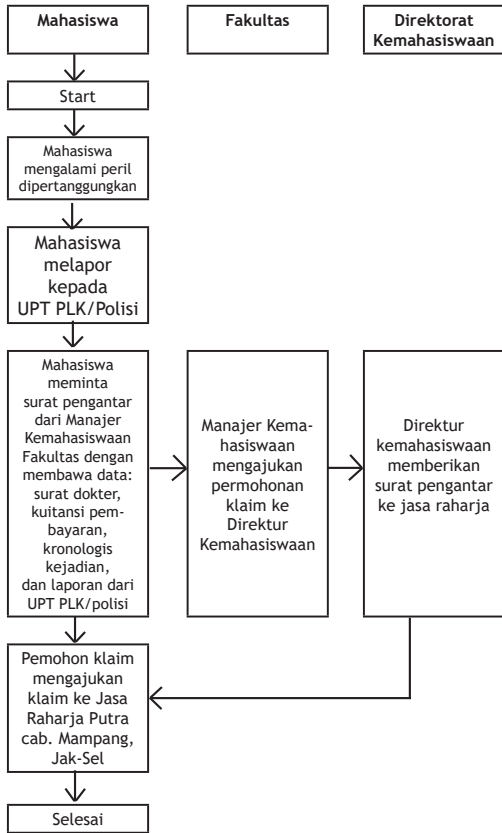 Mahasiswa
Fakultas
Direktorat
Kemahasiswaan
Start
Mahasiswa
mengalami peril
dipertanggungkan
Mahasiswa
melapor
kepada
UPT PLK/Polisi
Mahasiswa
meminta
surat pengantar
dari Manajer
Kemahasiswaan
Fakultas dengan
membawa data:
surat dokter,
kuitansi pem-
bayaran,
kronologis
kejadian,
dan laporan dari
UPT PLK/polisi
Manajer Kema-
hasiswaan
mengajukan
permohonan
klaim ke
Direktur
Kemahasiswaan
Direktur
kemahasiswaan
memberikan
surat pengantar
ke jasa raharja
Pemohon klaim
mengajukan
klaim ke Jasa
Raharja Putra
cab. Mampang,
Jak-Sel
Selesai